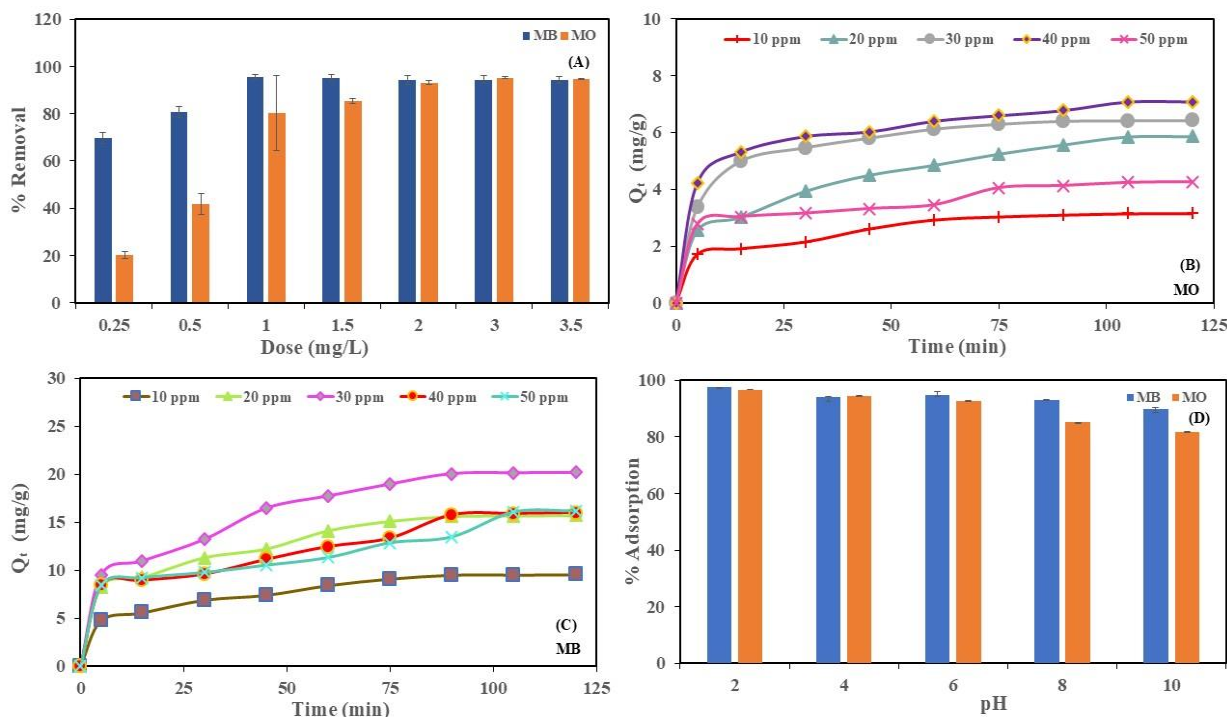 120
100
80
60
40
20
0
% Removal
MB MO
(A)
0.25 0.5 1 1.5 2 3 3.5
Dose (mg/L)
10
8
6
4
2
0
Qt (mg/g)
10 ppm 20 ppm 30 ppm 40 ppm 50 ppm
(B)
MO
0 25 50 75 100 125
Time (min)
30
25
20
15
10
5
0
Qt (mg/g)
10 ppm 20 ppm 30 ppm 40 ppm 50 ppm
(C)
MB
0 25 50 75 100 125
Time (min)
100
80
60
40
20
0
% Adsorption
MB MO
(D)
2 4 6 8 10
pH